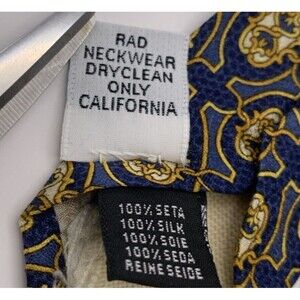 RAD
NECKWEAR
DRYCLEAN
ONLY
CALIFORNIA
100% SETA
100% SILK
100% SOIE
100% SEDA
REINE SEIDE